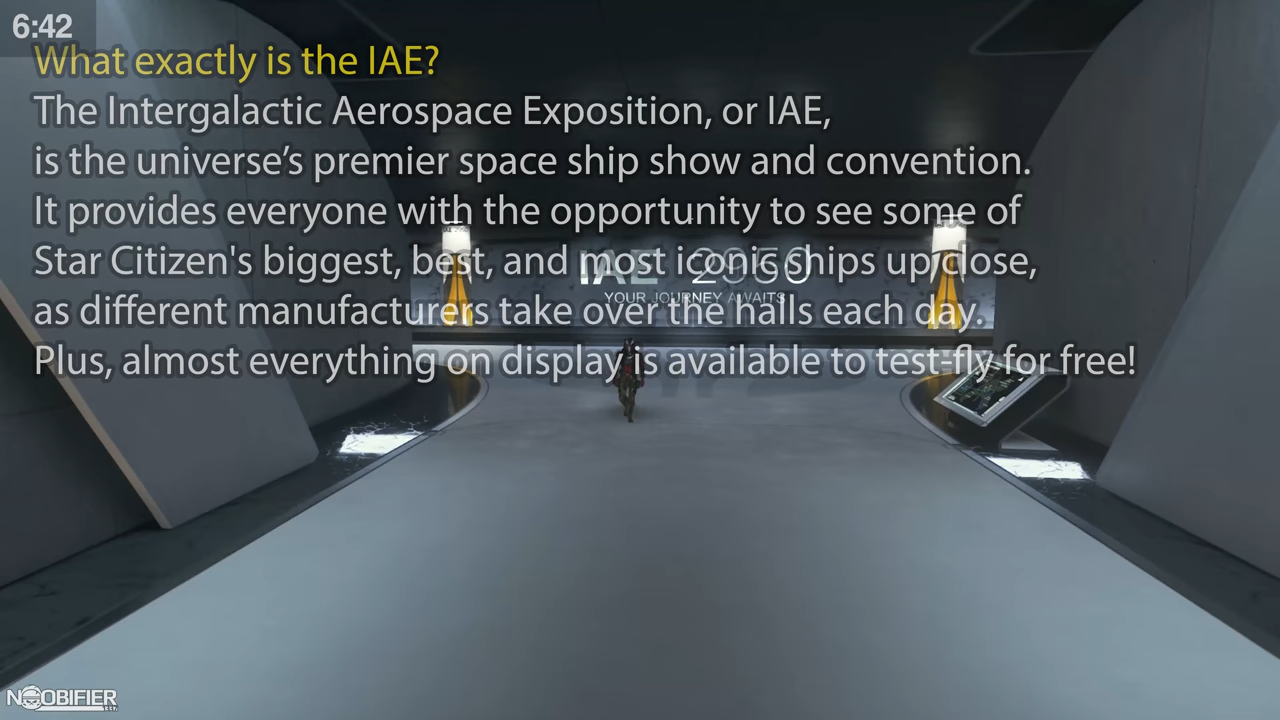 6:42
What exactly is the IAE?
The Intergalactic Aerospace Exposition, or IAE,
is the universe’s premier space ship show and convention.
It provides everyone with the opportunity to see some of
Star Citizen's biggest, best, and most iconic ships up close,
as different manufacturers take over the halls each day.
Plus, almost everything on display is available to test-fly for free!
IAE 2950
YOUR JOURNEY AWAITS
NOOBIFIER